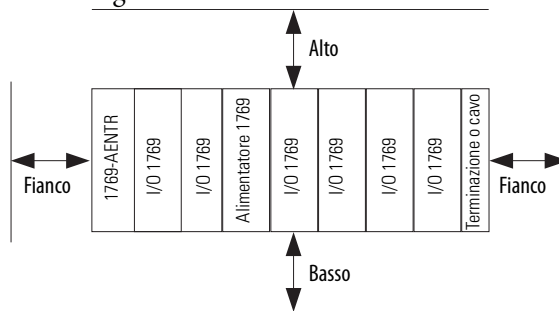 Alto
Fianco
1769-AENTR
I/O 1769
I/O 1769
Alimentatore 1769
I/O 1769
I/O 1769
I/O 1769
I/O 1769
Terminazione o cavo
Fianco
Basso